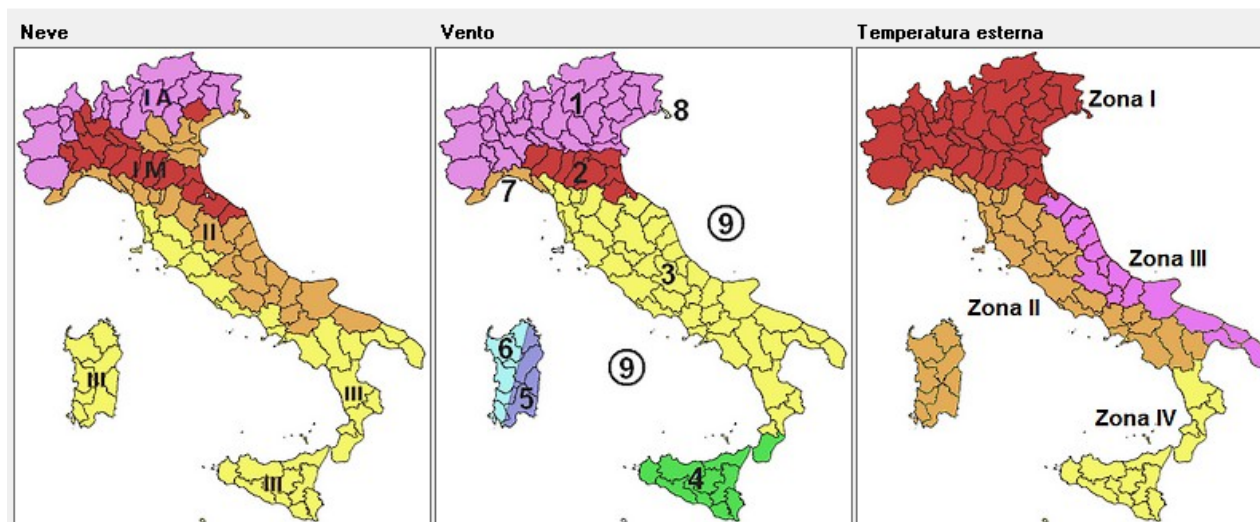 Neve
I A
I M
II
III
III
III
Vento
1
8
2
7
9
3
6
9
5
4
Temperatura esterna
Zona I
Zona III
Zona II
Zona IV